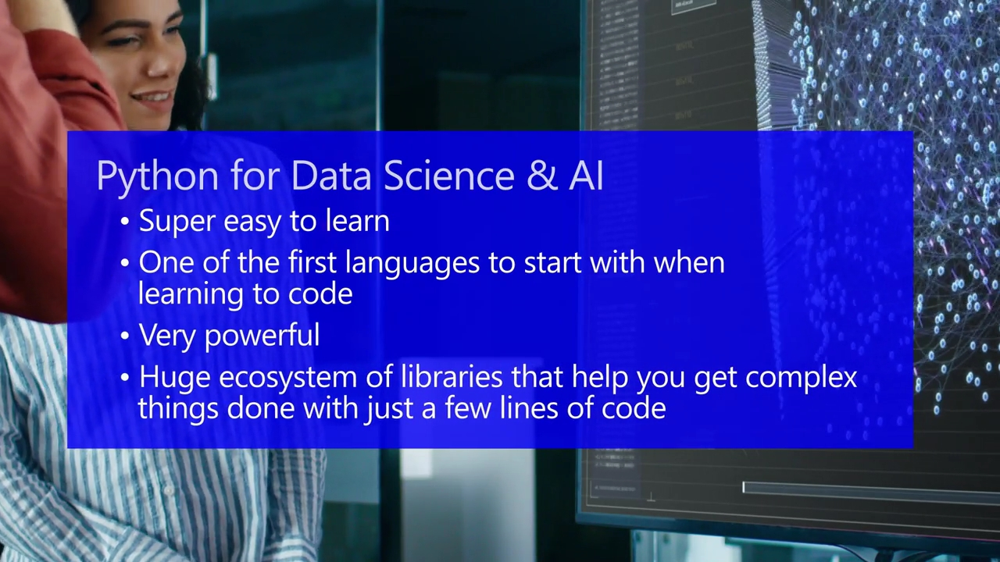 Python for Data Science & AI
• Super easy to learn
• One of the first languages to start with when
learning to code
• Very powerful
• Huge ecosystem of libraries that help you get complex
things done with just a few lines of code